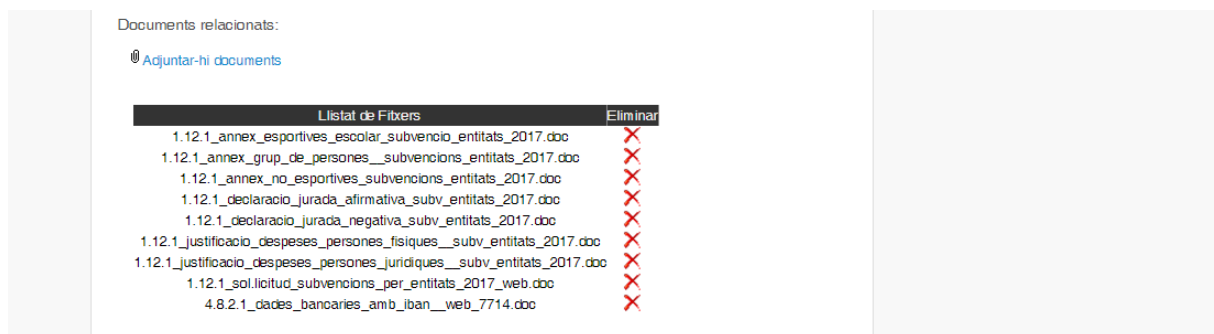 Documents relacionats:
Adjuntar-hi documents
Llistat de Fitxers Eliminar
1.12.1_annex_esportives_escolar_subvencio_entitats_2017.doc
1.12.1_annex_grup_de_persones__subvencions_entitats_2017.doc
1.12.1_annex_no_esportives_subvencions_entitats_2017.doc
1.12.1_declaracio_jurada_afirmativa_subv_entitats_2017.doc
1.12.1_declaracio_jurada_negativa_subv_entitats_2017.doc
1.12.1_justificacio_despeses_persones_fisiques__subv_entitats_2017.doc
1.12.1_justificacio_despeses_persones_juridiques__subv_entitats_2017.doc
1.12.1_sol.licitud_subvencions_per_entitats_2017_web.doc
4.8.2.1_dades_bancaries_amb_iban__web_7714.doc